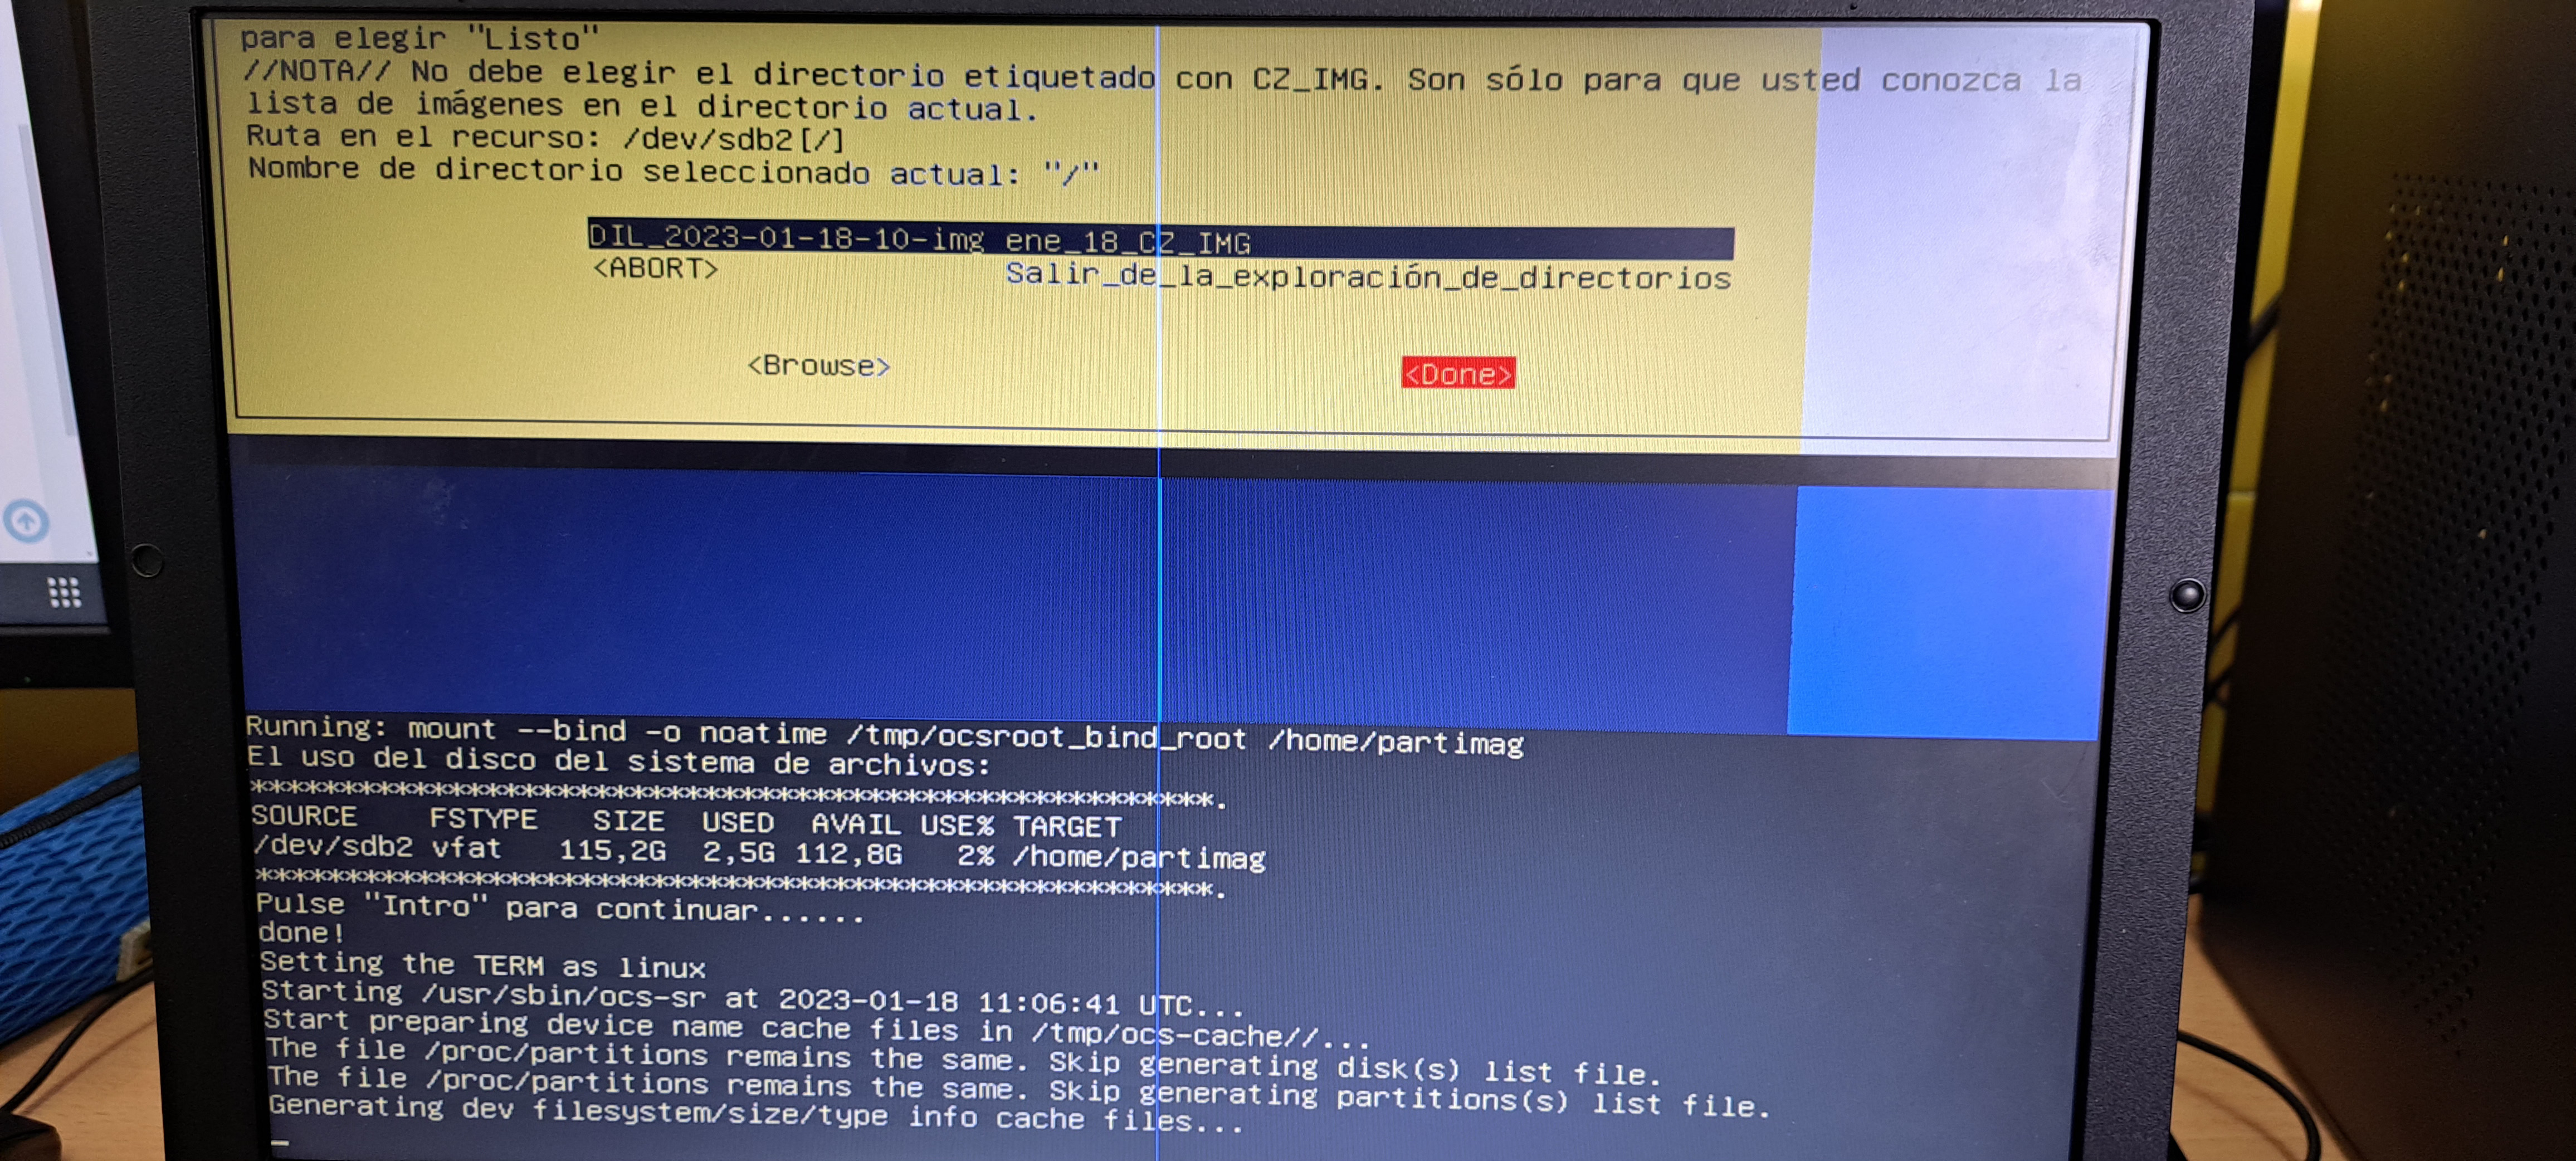 para elegir "Listo"
//NOTA// No debe elegir el directorio etiquetado con CZ_IMG. Son sólo para que usted conozca la
lista de imágenes en el directorio actual.
Ruta en el recurso: /dev/sdb2[/]
Nombre de directorio seleccionado actual: "/"
DIL_2023-01-18-10-img ene_18_CZ_IMG
<ABORT> Salir_de_la_exploración_de_directorios
<Browse> <Done>
Running: mount --bind -o noatime /tmp/ocsroot_bind_root /home/partimag
El uso del disco del sistema de archivos:
************************************************************.
SOURCE FSTYPE SIZE USED AVAIL USE% TARGET
/dev/sdb2 vfat 115,2G 2,5G 112,8G 2% /home/partimag
************************************************************.
Pulse "Intro" para continuar......
done!
Setting the TERM as linux
Starting /usr/sbin/ocs-sr at 2023-01-18 11:06:41 UTC...
Start preparing device name cache files in /tmp/ocs-cache//...
The file /proc/partitions remains the same. Skip generating disk(s) list file.
The file /proc/partitions remains the same. Skip generating partitions(s) list file.
Generating dev filesystem/size/type info cache files...